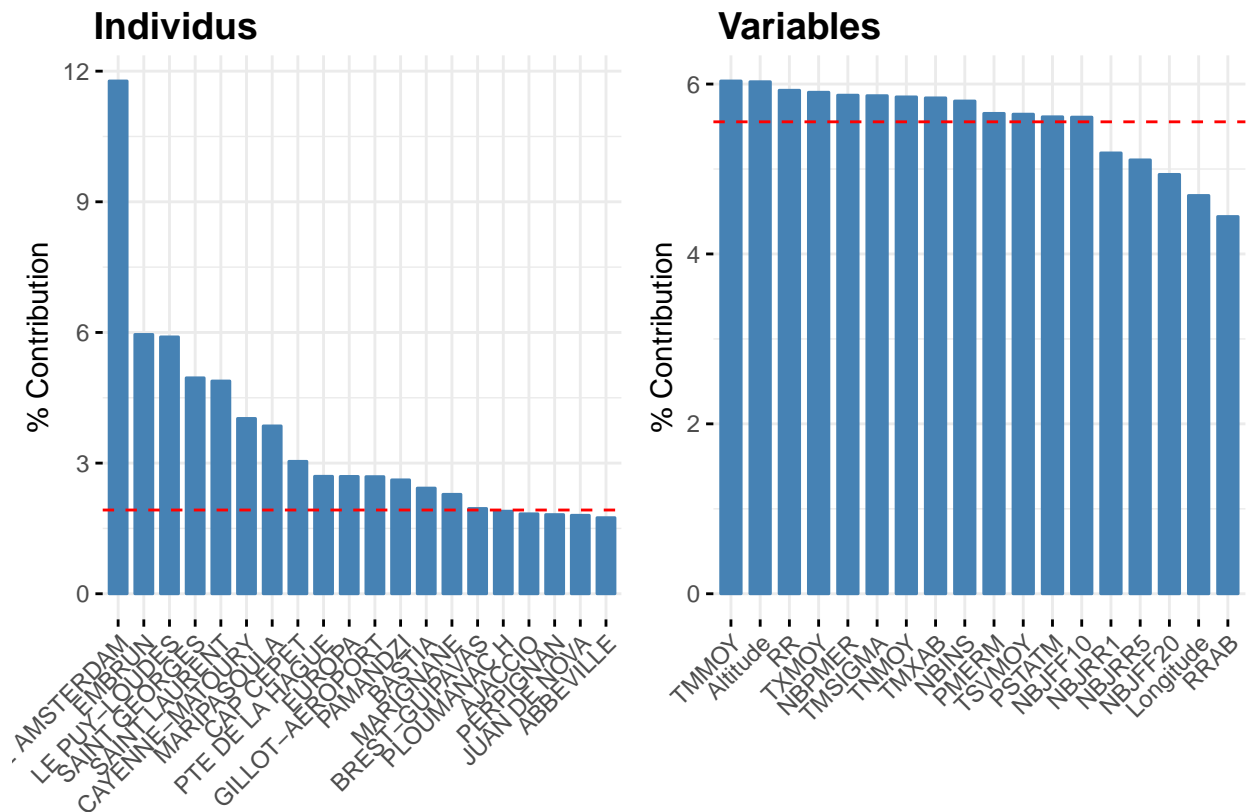 Individus
% Contribution
12
9
6
3
0
AMSTERDAM
EMBRUN
LE PUY−LOUDES
SAINT GEORGES
SAINT LAURENT
CAYENNE−MATOURY
MARIPASOULA
CAP CEPET
PTE DE LA HAGUE
EUROPA
GILLOT−AEROPORT
PAMANDZI
BASTIA
MARIGNANE
BREST−GUIPAVAS
PLOUMANAC'H
AJACCIO
PERPIGNAN
JUAN DE NOVA
ABBEVILLE
Variables
% Contribution
6
4
2
0
TMMOY
Altitude
RR
TXMOY
NBPMER
TMSIGMA
TNMOY
TMXAB
NBINS
PMERM
TSVMOY
PSTATM
NBJFF10
NBJRR1
NBJRR5
NBJFF20
Longitude
RRAB